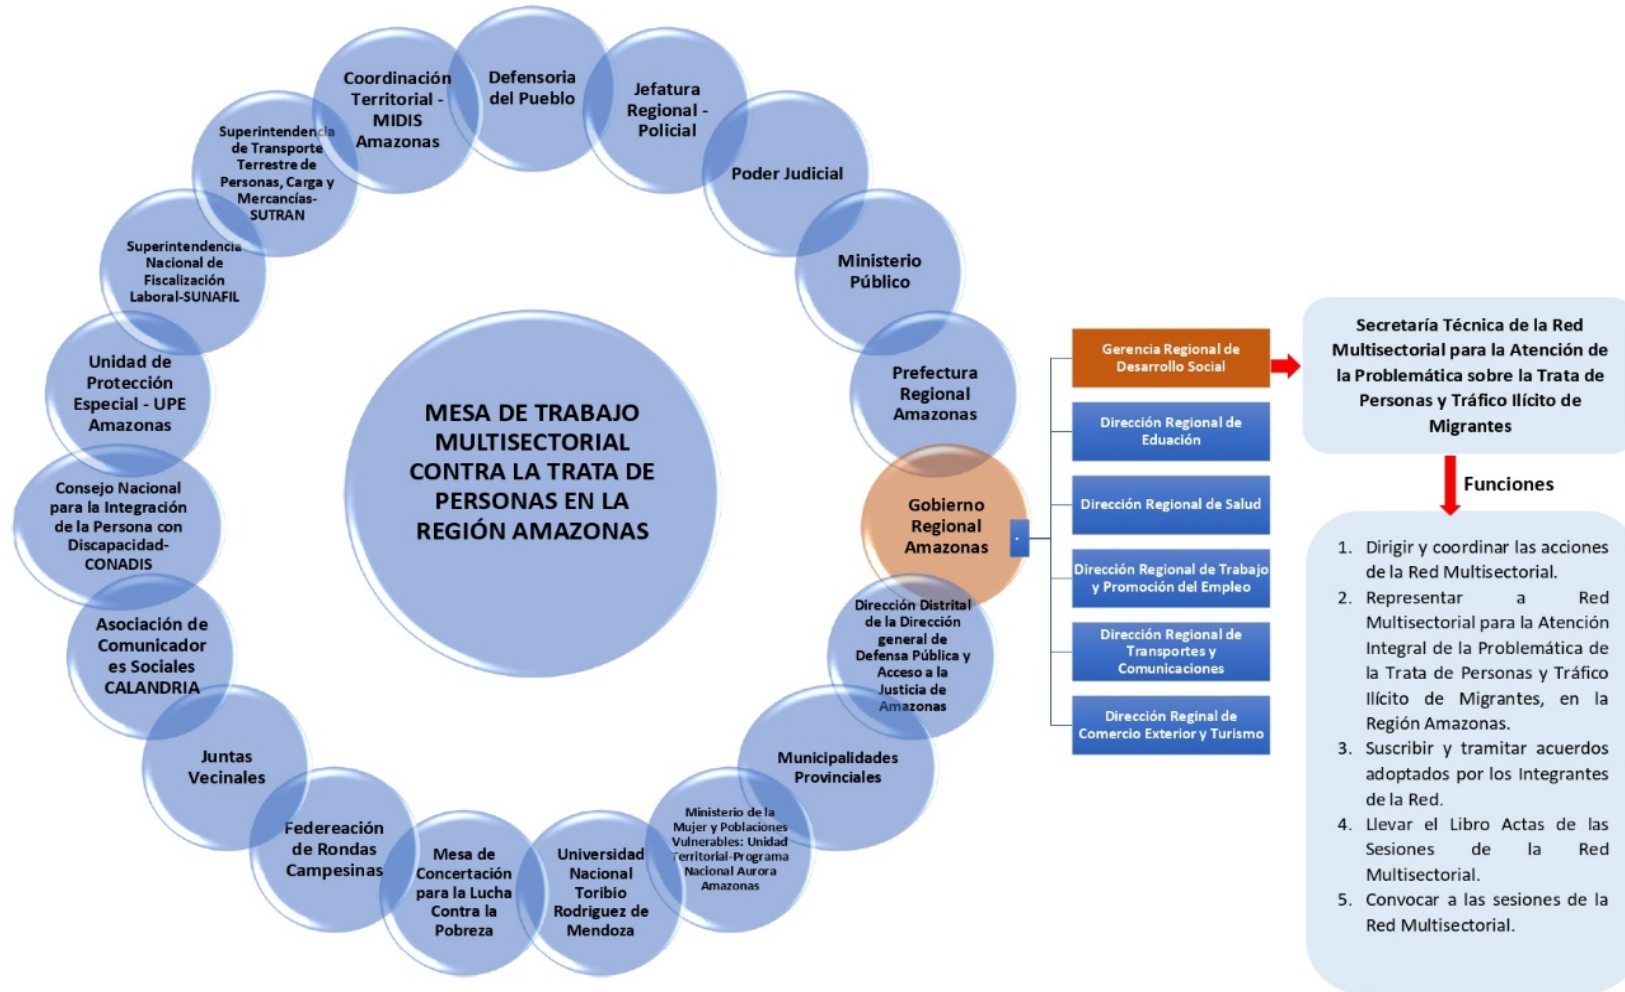 Defensoria
del Pueblo
Jefatura
Regional -
Policial
Poder Judicial
Ministerio
Público
Prefectura
Regional
Amazonas
Gobierno
Regional
Amazonas
Dirección Distrital
de la Dirección
general de
Defensa Pública y
Acceso a la
Justicia de
Amazonas
Municipalidades
Provinciales
Ministerio de la
Mujer y Poblaciones
Vulnerables: Unidad
Territorial-Programa
Nacional Aurora
Amazonas
Universidad
Nacional
Toribio
Rodriguez de
Mendoza
Mesa de
Concertación
para la Lucha
Contra la
Pobreza
Federeación
de Rondas
Campesinas
Juntas
Vecinales
Asociación de
Comunicador
es Sociales
CALANDRIA
Consejo Nacional
para la Integración
de la Persona con
Discapacidad-
CONADIS
Unidad de
Protección
Especial - UPE
Amazonas
Superintendencia
Nacional de
Fiscalización
Laboral-SUNAFIL
Superintendencia
de Transporte
Terrestre de
Personas, Carga y
Mercancías-
SUTRAN
Coordinación
Territorial -
MIDIS
Amazonas
MESA DE TRABAJO
MULTISECTORIAL
CONTRA LA TRATA DE
PERSONAS EN LA
REGIÓN AMAZONAS
Gerencia Regional de
Desarrollo Social
Dirección Regional de
Eduación
Dirección Regional de Salud
Dirección Regional de Trabajo
y Promoción del Empleo
Dirección Regional de
Transportes y
Comunicaciones
Dirección Reginal de
Comercio Exterior y Turismo
Secretaría Técnica de la Red
Multisectorial para la Atención de
la Problemática sobre la Trata de
Personas y Tráfico Ilícito de
Migrantes
Funciones
1. Dirigir y coordinar las acciones
de la Red Multisectorial.
2. Representar a Red
Multisectorial para la Atención
Integral de la Problemática de
la Trata de Personas y Tráfico
Ilícito de Migrantes, en la
Región Amazonas.
3. Suscribir y tramitar acuerdos
adoptados por los Integrantes
de la Red.
4. Llevar el Libro Actas de las
Sesiones de la Red
Multisectorial.
5. Convocar a las sesiones de la
Red Multisectorial.